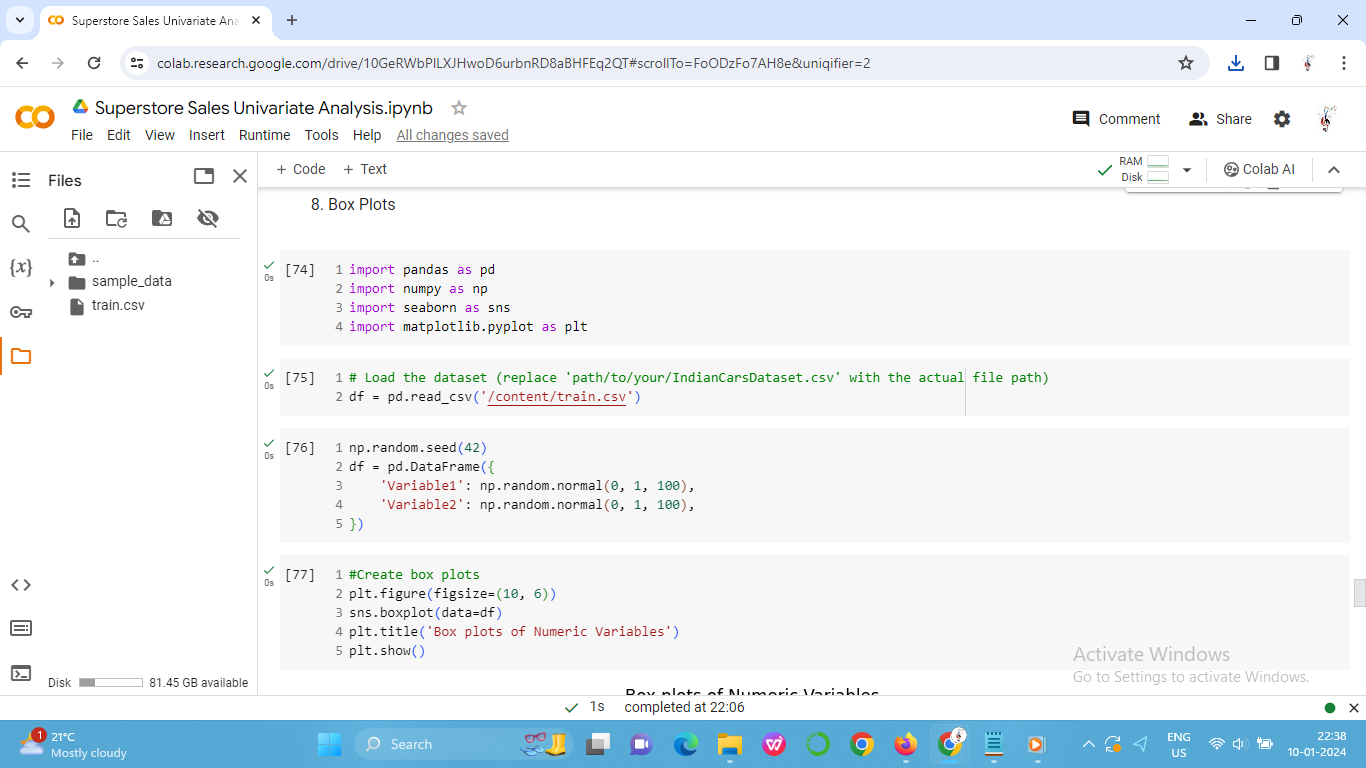 Superstore Sales Univariate Ana
colab.research.google.com/drive/10GeRWbPlLXJHwoD6urbnRD8aBHFEq2QT#scrollTo=FoODzFo7AH8e&uniqifier=2
Superstore Sales Univariate Analysis.ipynb
File Edit View Insert Runtime Tools Help All changes saved
Comment Share
Files
+ Code + Text
RAM
Disk
Colab AI
..
sample_data
train.csv
8. Box Plots
0s
[74]
1 import pandas as pd
2 import numpy as np
3 import seaborn as sns
4 import matplotlib.pyplot as plt
0s
[75]
1 # Load the dataset (replace 'path/to/your/IndianCarsDataset.csv' with the actual file path)
2 df = pd.read_csv('/content/train.csv')
0s
[76]
1 np.random.seed(42)
2 df = pd.DataFrame({
3     'Variable1': np.random.normal(0, 1, 100),
4     'Variable2': np.random.normal(0, 1, 100),
5 })
0s
[77]
1 #Create box plots
2 plt.figure(figsize=(10, 6))
3 sns.boxplot(data=df)
4 plt.title('Box plots of Numeric Variables')
5 plt.show()
Box plots of Numeric Variables
Disk 81.45 GB available
Activate Windows
Go to Settings to activate Windows.
1s completed at 22:06
1
21°C
Mostly cloudy
Search
ENG
US
22:38
10-01-2024